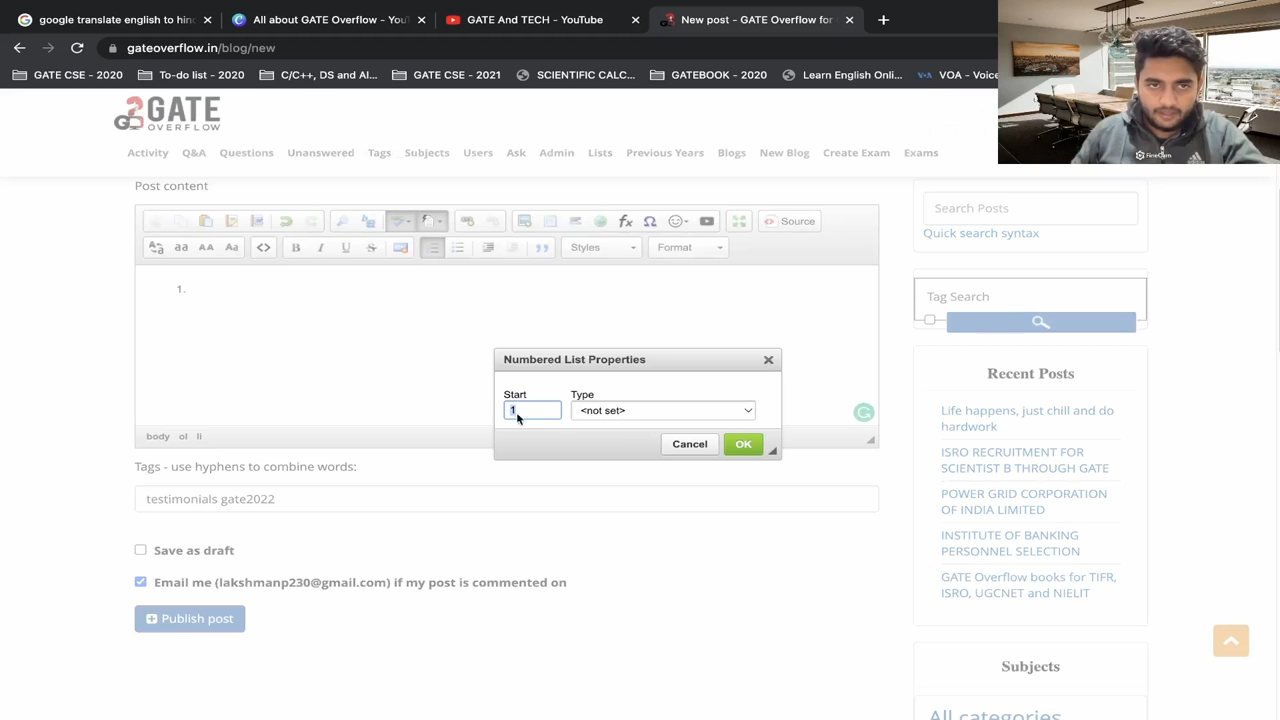 google translate english to hin
All about GATE Overflow - You
GATE And TECH - YouTube
New post - GATE Overflow for
gateoverflow.in/blog/new
GATE CSE - 2020
To-do list - 2020
C/C++, DS and Al...
GATE CSE - 2021
SCIENTIFIC CALC...
GATEBOOK - 2020
Learn English Onli...
VOA - Voice
GATE
OVERFLOW
Activity
Q&A
Questions
Unanswered
Tags
Subjects
Users
Ask
Admin
Lists
Previous Years
Blogs
New Blog
Create Exam
Exams
FineCam
Post content
Source
Styles
Format
1.
Numbered List Properties
Start
Type
1
<not set>
Cancel
OK
body ol li
Tags - use hyphens to combine words:
testimonials gate2022
Save as draft
Email me (lakshmanp230@gmail.com) if my post is commented on
Publish post
Search Posts
Quick search syntax
Tag Search
Recent Posts
Life happens, just chill and do
hardwork
ISRO RECRUITMENT FOR
SCIENTIST B THROUGH GATE
POWER GRID CORPORATION
OF INDIA LIMITED
INSTITUTE OF BANKING
PERSONNEL SELECTION
GATE Overflow books for TIFR,
ISRO, UGCNET and NIELIT
Subjects
All categories